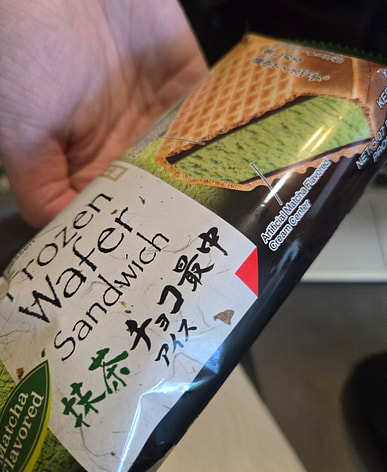 Frozen
Wafer
Sandwich
抹茶
チョコ最中
アイス
Matcha
Flavored
Artificial Matcha Flavored
Cream Center